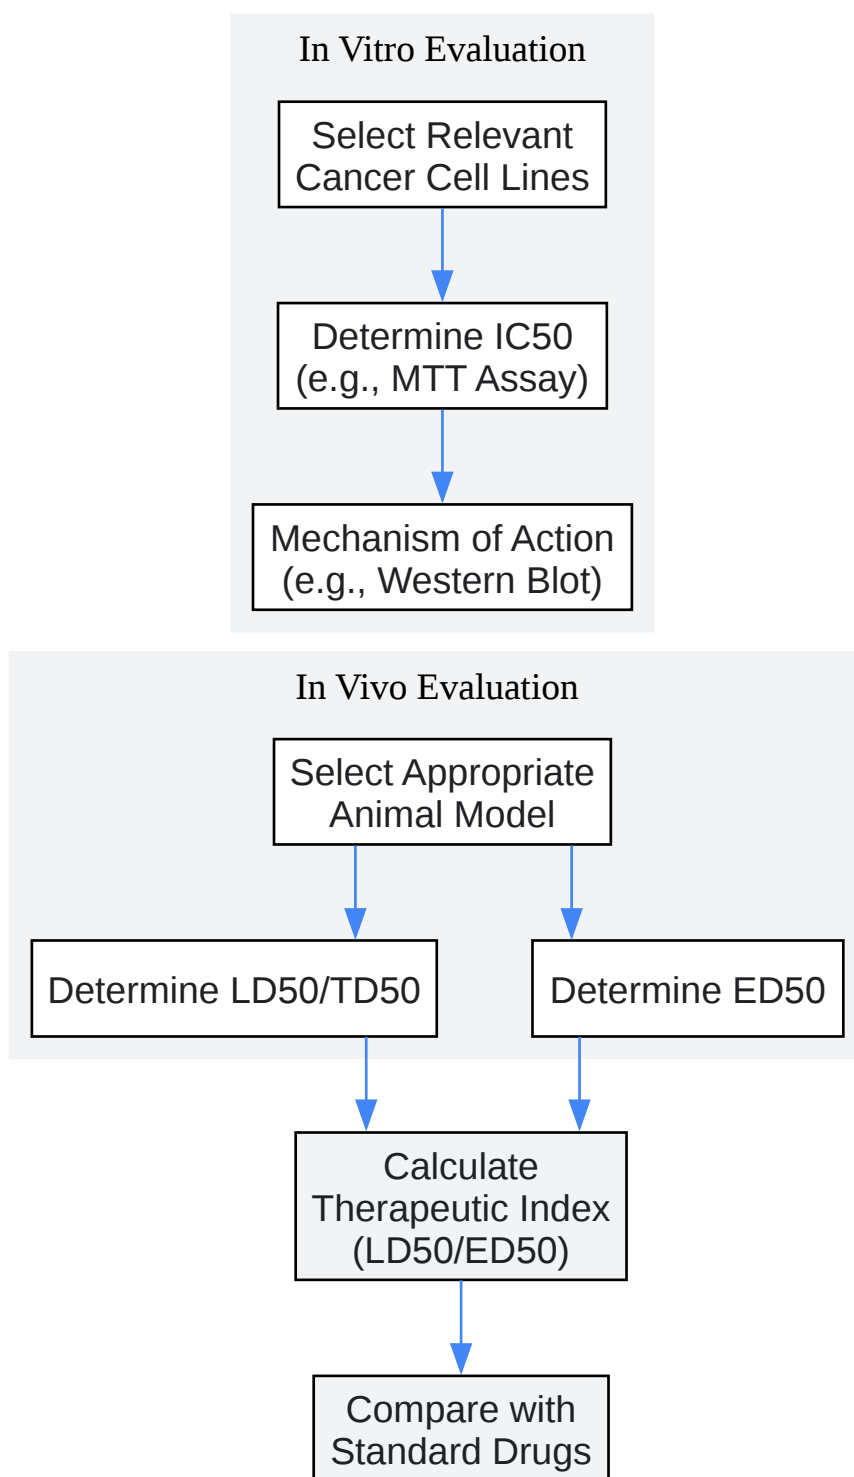 In Vitro Evaluation
Select Relevant
Cancer Cell Lines
Determine IC50
(e.g., MTT Assay)
Mechanism of Action
(e.g., Western Blot)
In Vivo Evaluation
Select Appropriate
Animal Model
Determine LD50/TD50
Determine ED50
Calculate
Therapeutic Index
(LD50/ED50)
Compare with
Standard Drugs